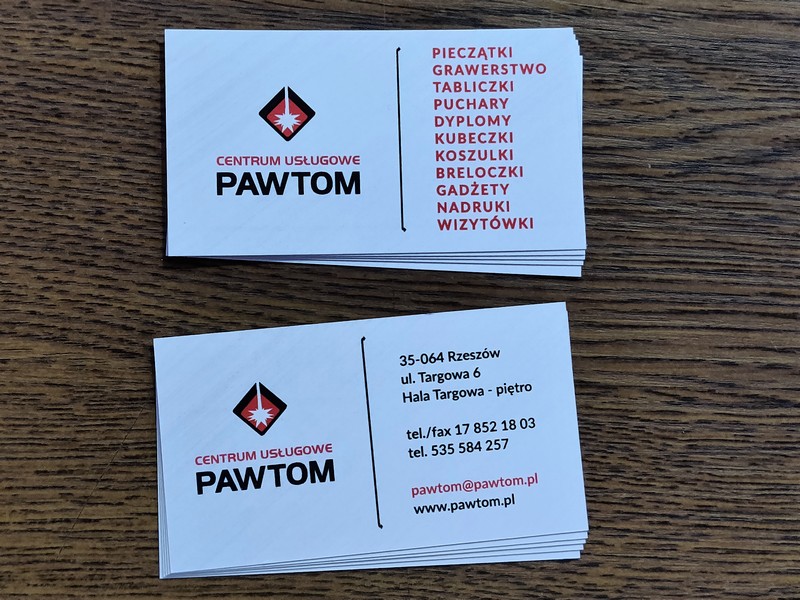 CENTRUM USŁUGOWE
PAWTOM
PIECZĄTKI
GRAWERSTWO
TABLICZKI
PUCHARY
DYPLOMY
KUBECZKI
KOSZULKI
BRELOCZKI
GADŻETY
NADRUKI
WIZYTÓWKI
CENTRUM USŁUGOWE
PAWTOM
35-064 Rzeszów
ul. Targowa 6
Hala Targowa - piętro
tel./fax 17 852 18 03
tel. 535 584 257
pawtom@pawtom.pl
www.pawtom.pl